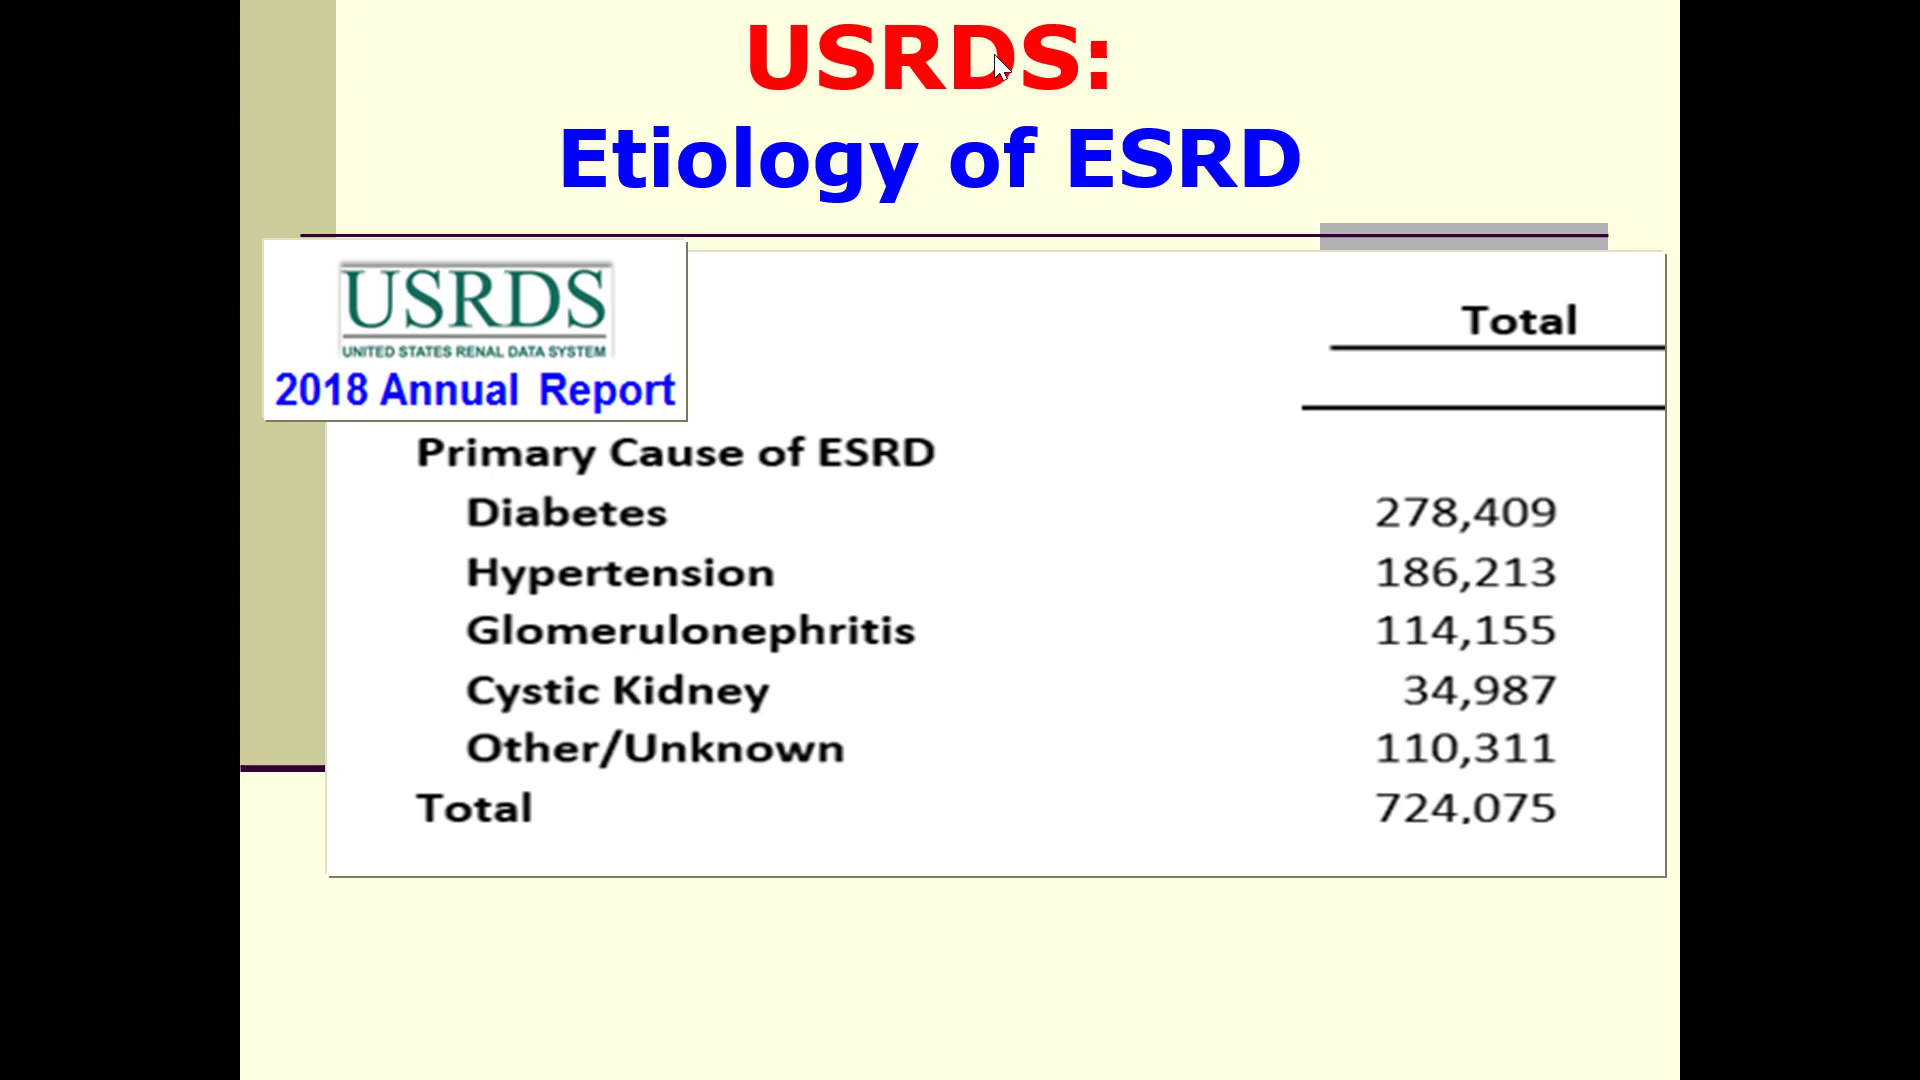 USRDS:
Etiology of ESRD
USRDS
UNITED STATES RENAL DATA SYSTEM
2018 Annual Report
Total
Primary Cause of ESRD
Diabetes 278,409
Hypertension 186,213
Glomerulonephritis 114,155
Cystic Kidney 34,987
Other/Unknown 110,311
Total 724,075